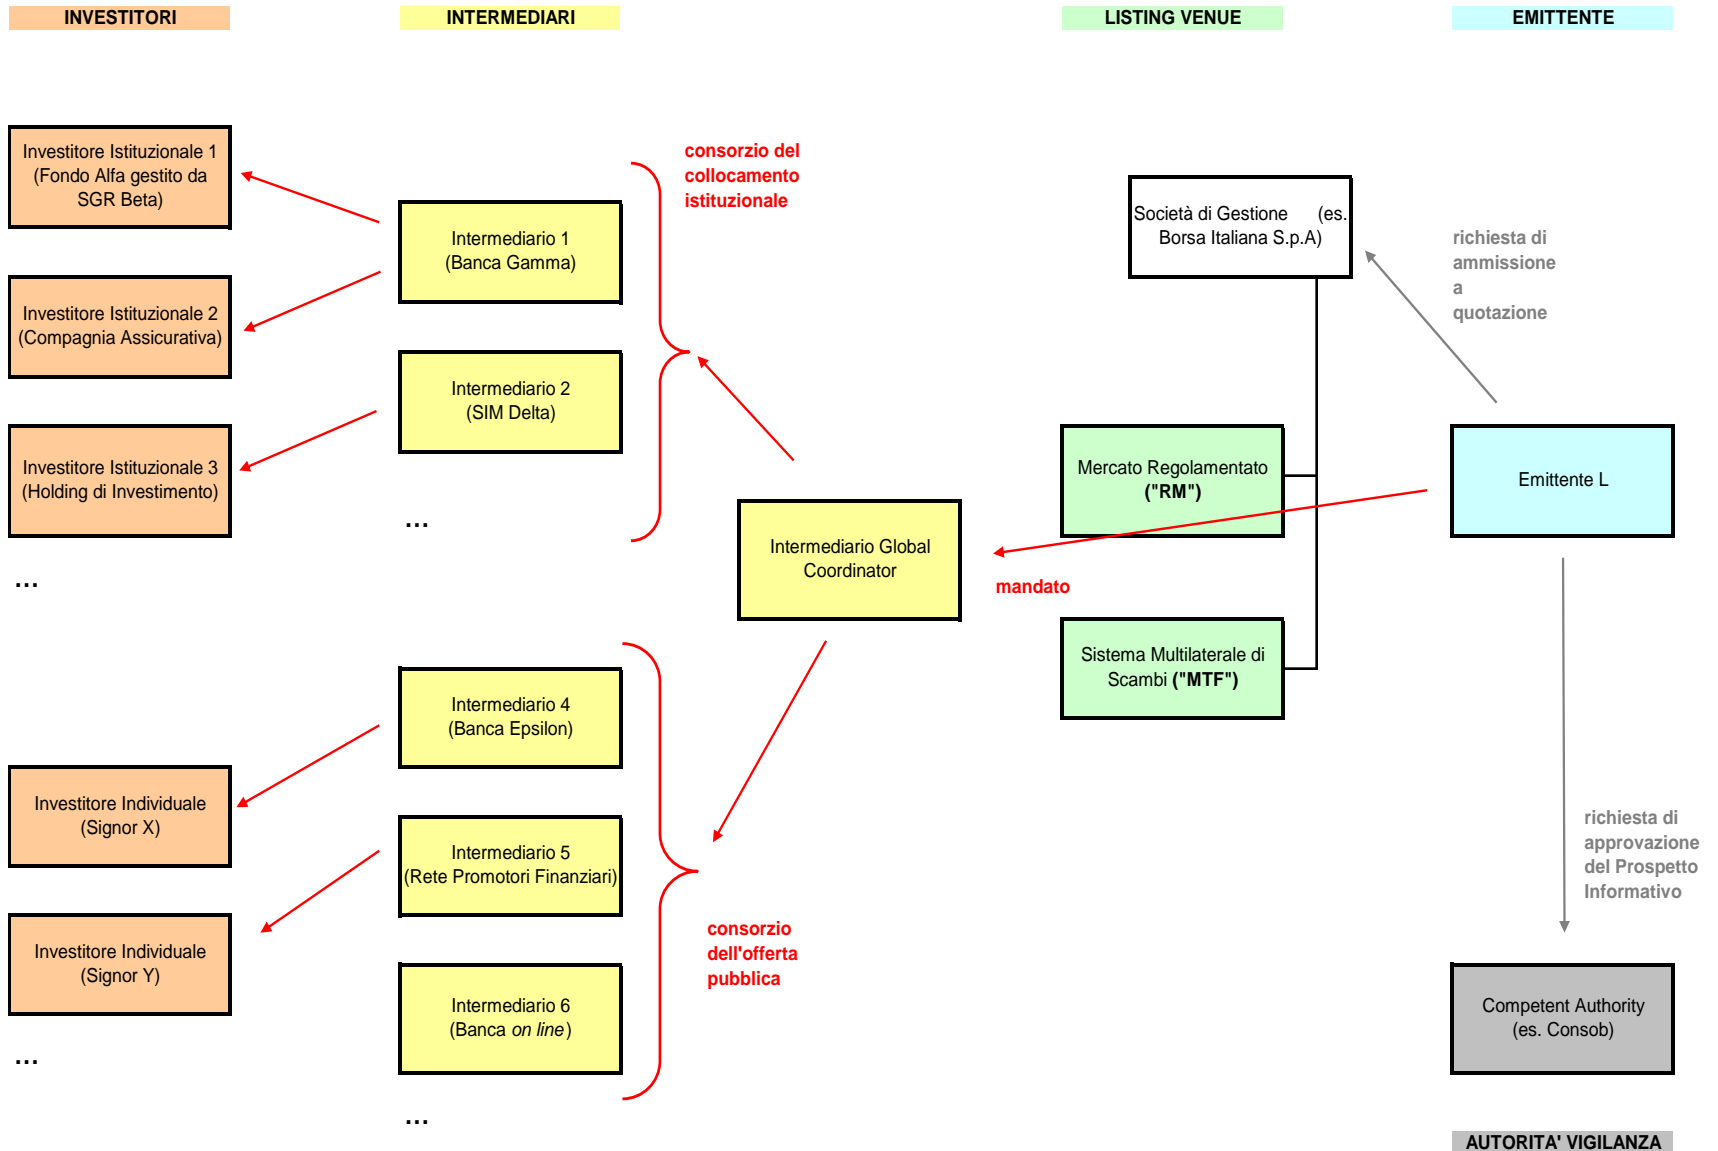 INVESTITORI
INTERMEDIARI
LISTING VENUE
EMITTENTE
Investitore Istituzionale 1
(Fondo Alfa gestito da
SGR Beta)
Investitore Istituzionale 2
(Compagnia Assicurativa)
Investitore Istituzionale 3
(Holding di Investimento)
...
Investitore Individuale
(Signor X)
Investitore Individuale
(Signor Y)
...
Intermediario 1
(Banca Gamma)
Intermediario 2
(SIM Delta)
...
Intermediario 4
(Banca Epsilon)
Intermediario 5
(Rete Promotori Finanziari)
Intermediario 6
(Banca on line)
...
consorzio del
collocamento
istituzionale
Intermediario Global
Coordinator
consorzio
dell'offerta
pubblica
mandato
Società di Gestione (es.
Borsa Italiana S.p.A)
Mercato Regolamentato
("RM")
Sistema Multilaterale di
Scambi ("MTF")
richiesta di
ammissione
a
quotazione
Emittente L
richiesta di
approvazione
del Prospetto
Informativo
Competent Authority
(es. Consob)
AUTORITA' VIGILANZA